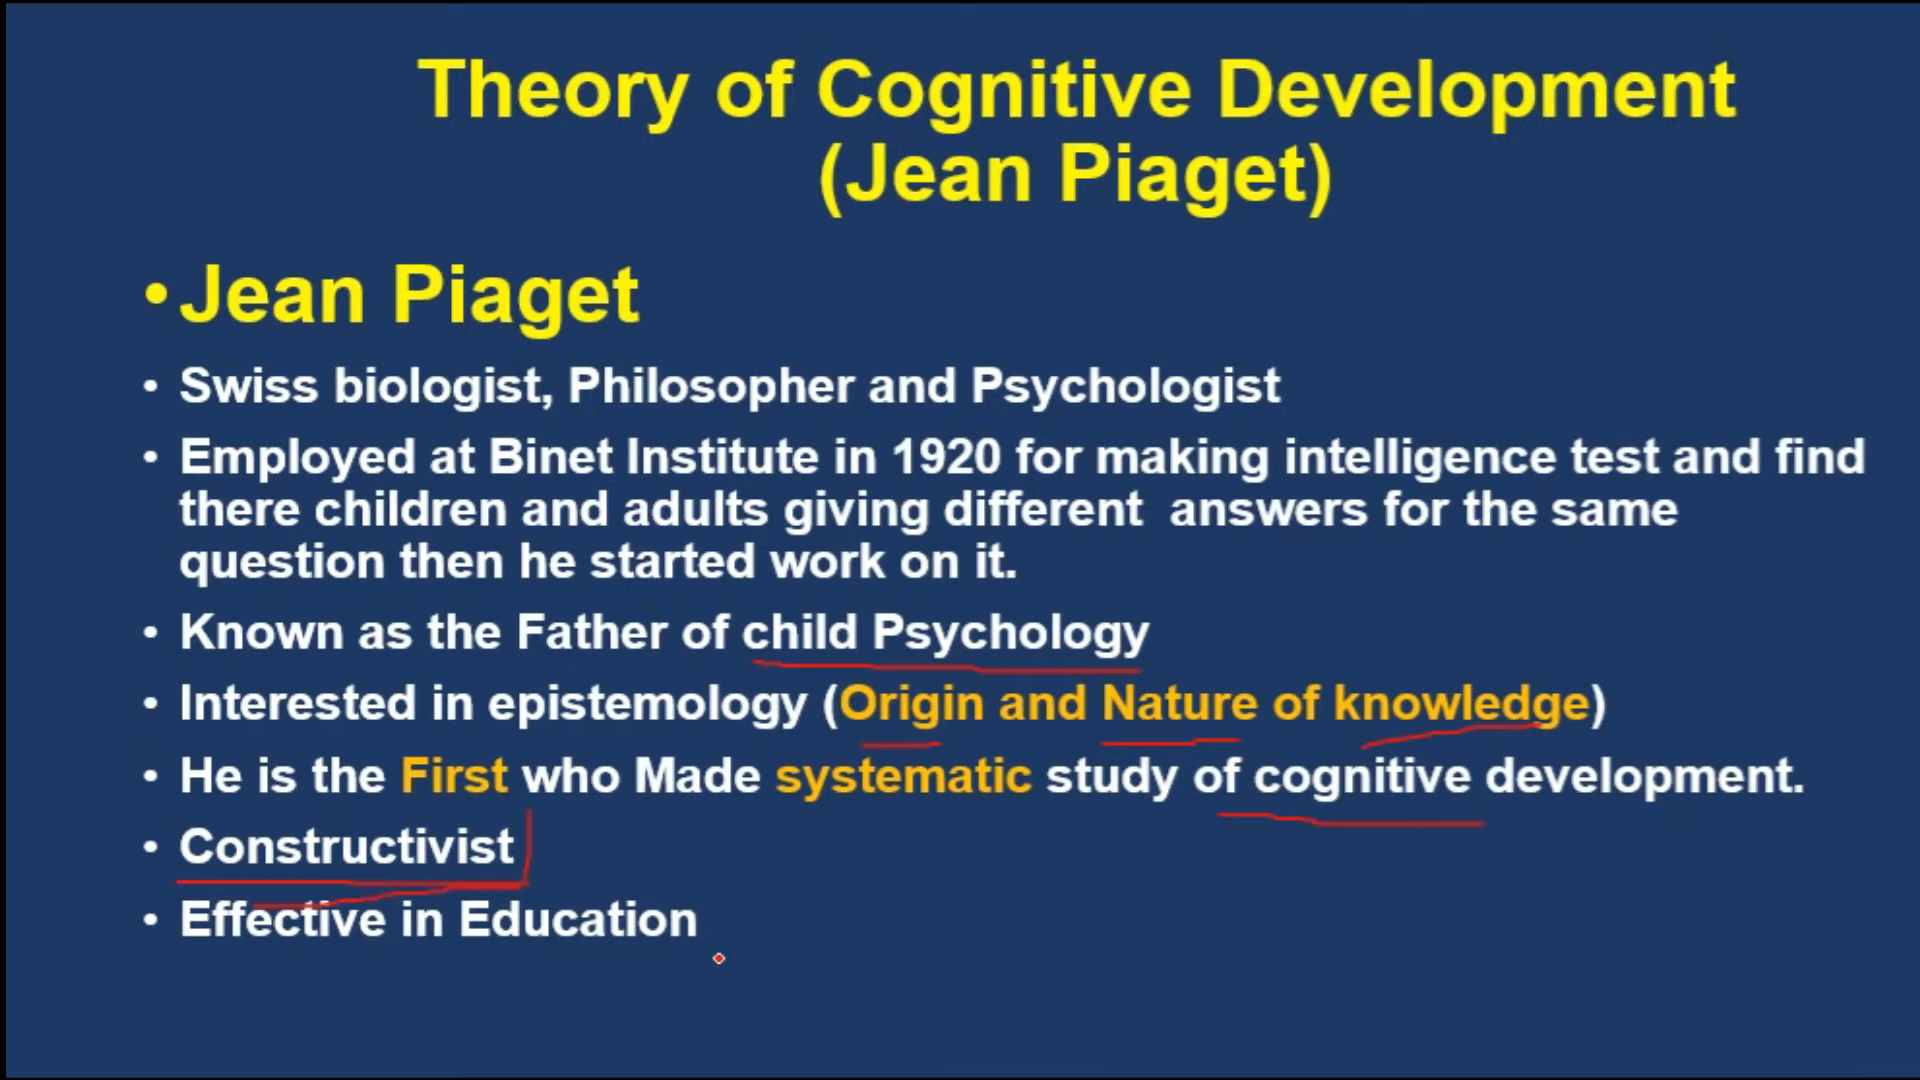 Theory of Cognitive Development
(Jean Piaget)
•Jean Piaget
• Swiss biologist, Philosopher and Psychologist
• Employed at Binet Institute in 1920 for making intelligence test and find
there children and adults giving different answers for the same
question then he started work on it.
• Known as the Father of child Psychology
• Interested in epistemology (Origin and Nature of knowledge)
• He is the First who Made systematic study of cognitive development.
• Constructivist
• Effective in Education